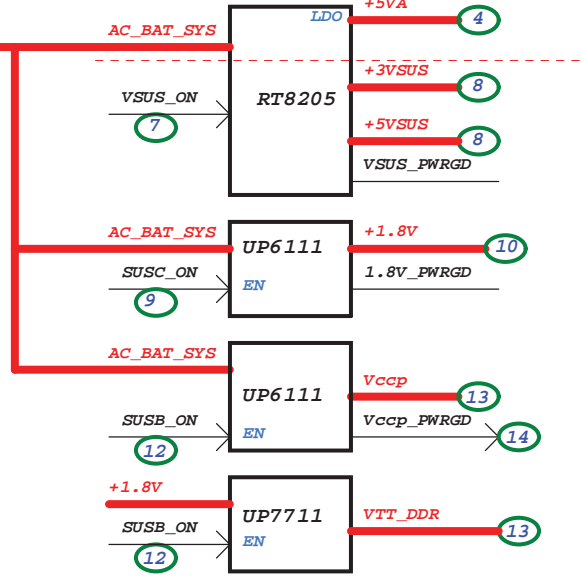 +5VA
LDO
4
AC_BAT_SYS
+3VSUS
8
VSUS_ON
RT8205
7
+5VSUS
8
VSUS_PWRGD
AC_BAT_SYS
+1.8V
UP6111
10
SUSC_ON
1.8V_PWRGD
EN
9
AC_BAT_SYS
Vccp
UP6111
13
SUSB_ON
Vccp_PWRGD
EN
14
12
+1.8V
UP7711
VTT_DDR
SUSB_ON
13
EN
12